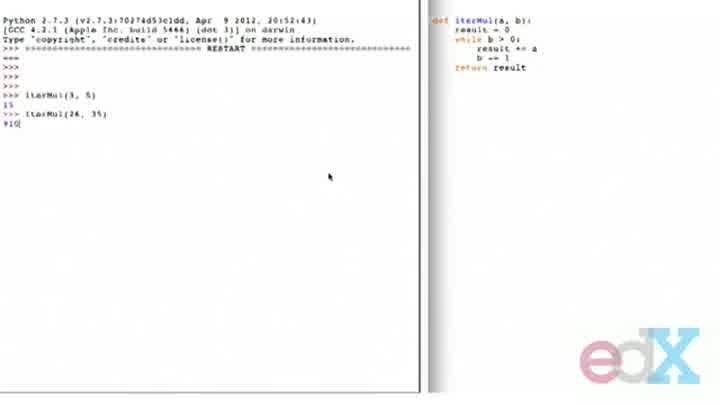 Python 2.7.3 (v2.7.3:70274d53c1dd, Apr  9 2012, 20:52:43)
[GCC 4.2.1 (Apple Inc. build 5666) (dot 3)] on darwin
Type "copyright", "credits" or "license()" for more information.
>>> ================================ RESTART ================================
>>>
>>>
>>>
>>> iterMul(3, 5)
15
>>> iterMul(26, 35)
910
def iterMul(a, b):
result = 0
while b > 0:
result += a
b -= 1
return result
edX